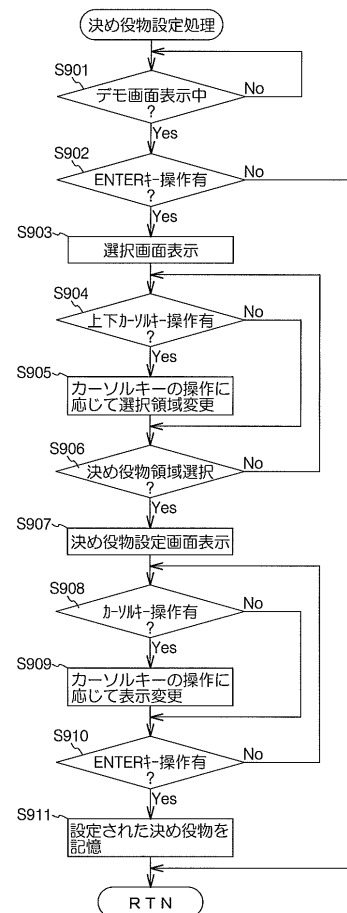 決め役物設定処理
S901
デモ画面表示中
?
No
Yes
S902
ENTERｷｰ操作有
?
No
Yes
S903
選択画面表示
S904
上下ｶｰｿﾙｷｰ操作有
?
No
Yes
S905
カーソルキーの操作に
応じて選択領域変更
S906
決め役物領域選択
?
No
Yes
S907
決め役物設定画面表示
S908
ｶｰｿﾙｷｰ操作有
?
No
Yes
S909
カーソルキーの操作に
応じて表示変更
S910
ENTERｷｰ操作有
?
No
Yes
S911
設定された決め役物を
記憶
RTN